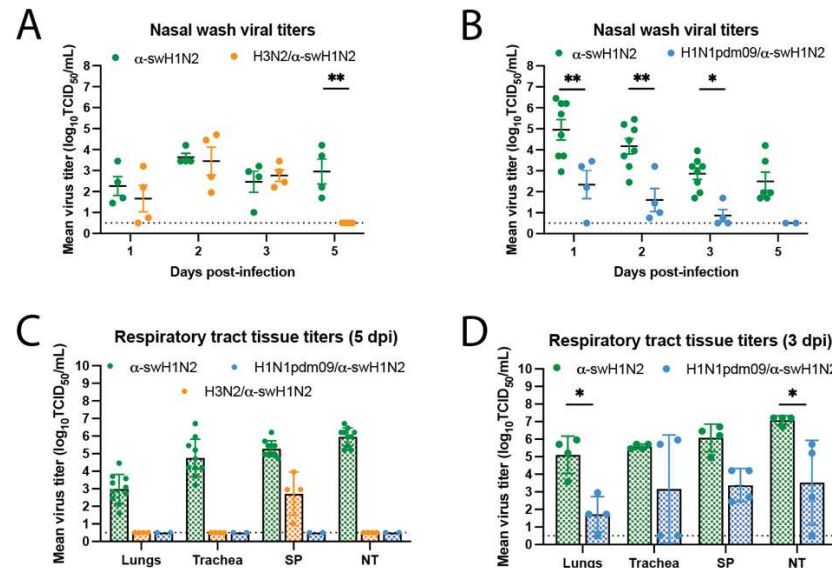 A
Nasal wash viral titers
α-swH1N2
H3N2/α-swH1N2
Mean virus titer (log10TCID50/mL)
8
7
6
5
4
3
2
1
0
**
1
2
3
5
Days post-infection
B
Nasal wash viral titers
α-swH1N2
H1N1pdm09/α-swH1N2
Mean virus titer (log10TCID50/mL)
8
7
6
5
4
3
2
1
0
**
**
*
1
2
3
5
Days post-infection
C
Respiratory tract tissue titers (5 dpi)
α-swH1N2
H1N1pdm09/α-swH1N2
H3N2/α-swH1N2
Mean virus titer (log10TCID50/mL)
10
9
8
7
6
5
4
3
2
1
0
Lungs
Trachea
SP
NT
D
Respiratory tract tissue titers (3 dpi)
α-swH1N2
H1N1pdm09/α-swH1N2
Mean virus titer (log10TCID50/mL)
10
9
8
7
6
5
4
3
2
1
0
*
*
Lungs
Trachea
SP
NT